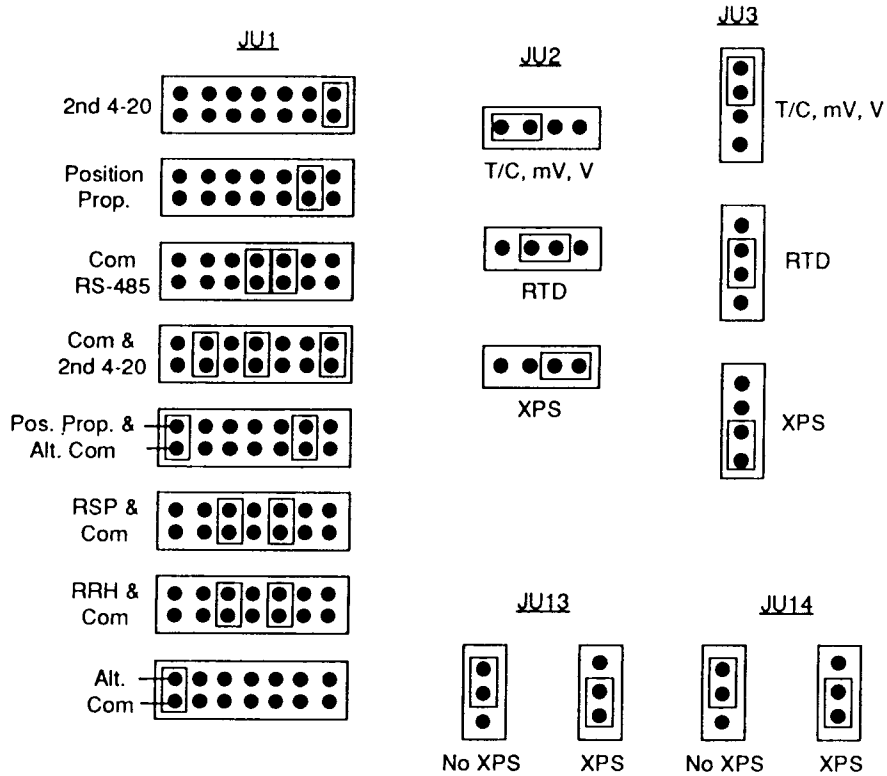 JU1
2nd 4-20
Position
Prop.
Com
RS-485
Com &
2nd 4-20
Pos. Prop. &
Alt. Com
RSP &
Com
RRH &
Com
Alt.
Com
JU2
T/C, mV, V
RTD
XPS
JU3
T/C, mV, V
RTD
XPS
JU13
No XPS
XPS
JU14
No XPS
XPS